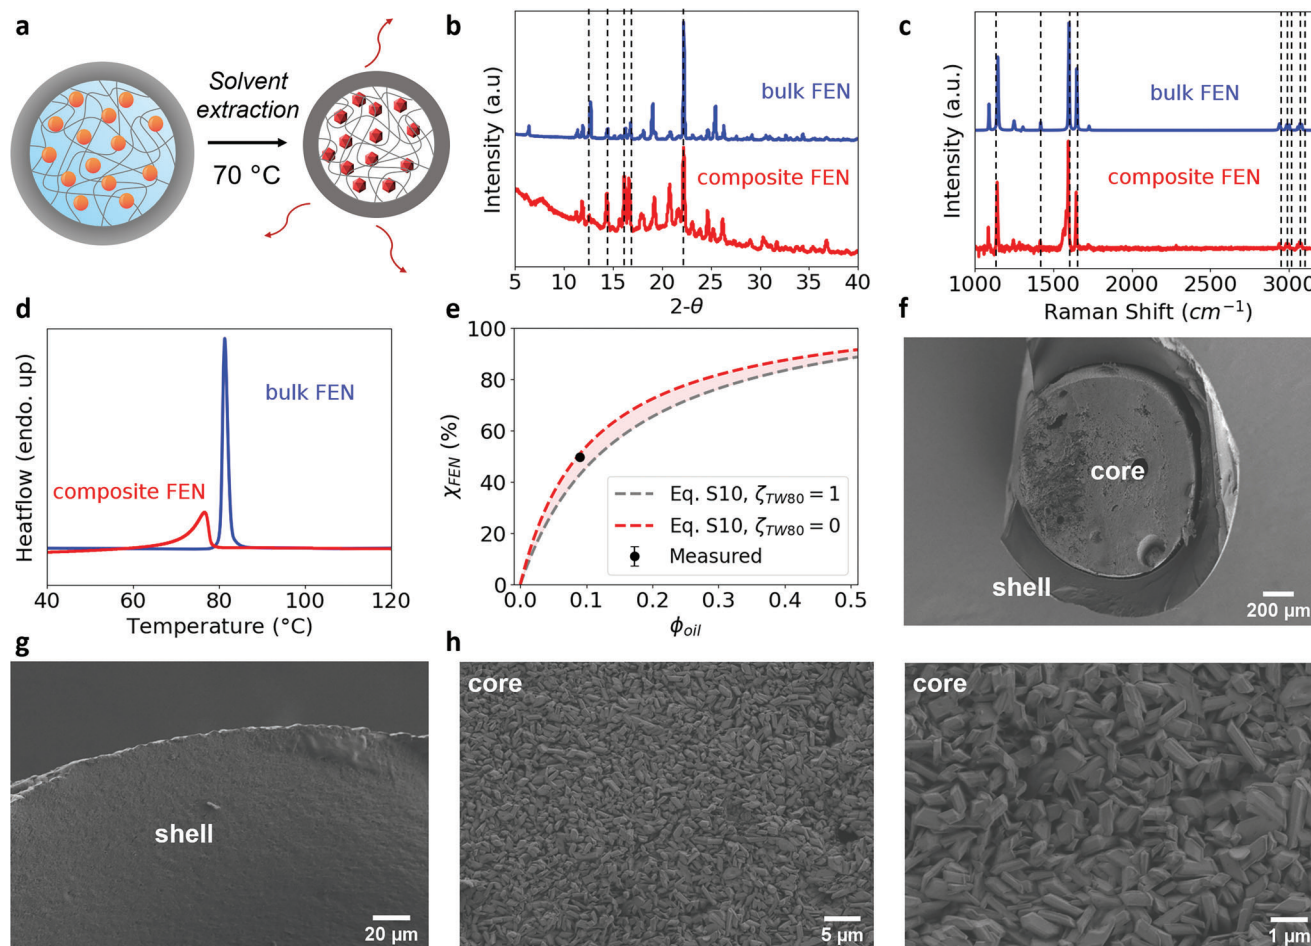 a
Solvent
extraction
70 °C
b
Intensity (a.u)
bulk FEN
composite FEN
5 10 15 20 25 30 35 40
2-θ
c
Intensity (a.u.)
bulk FEN
composite FEN
1000 1500 2000 2500 3000
Raman Shift (cm⁻¹)
d
Heatflow (endo. up)
bulk FEN
composite FEN
40 60 80 100 120
Temperature (°C)
e
χFEN (%)
100
80
60
40
20
0
Eq. S10, ζTW80 = 1
Eq. S10, ζTW80 = 0
Measured
0.0 0.1 0.2 0.3 0.4 0.5
ϕoil
f
core
shell
200 µm
g
shell
20 µm
h
core
5 µm
core
1 µm